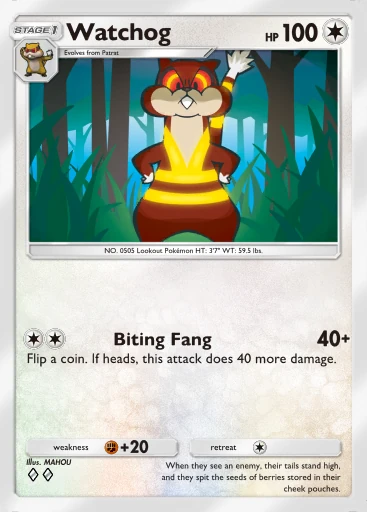 STAGE 1
Watchog
HP 100
Evolves from Patrat
NO. 0505 Lookout Pokémon HT: 3'7" WT: 59.5 lbs.
Biting Fang 40+
Flip a coin. If heads, this attack does 40 more damage.
weakness +20 retreat
Illus. MAHOU
When they see an enemy, their tails stand high,
and they spit the seeds of berries stored in their
cheek pouches.